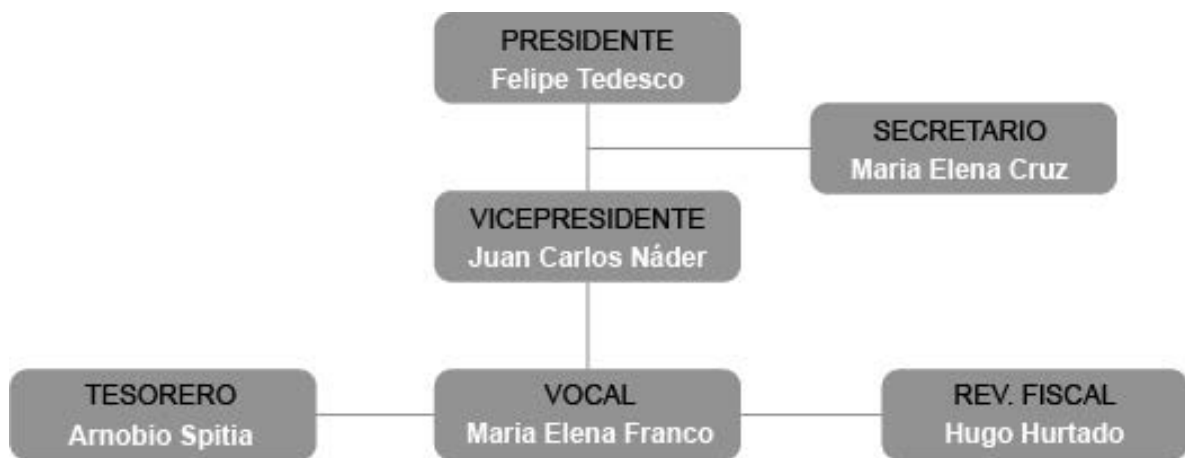 PRESIDENTE
Felipe Tedesco
SECRETARIO
Maria Elena Cruz
VICEPRESIDENTE
Juan Carlos Náder
TESORERO
Arnobio Spitia
VOCAL
Maria Elena Franco
REV. FISCAL
Hugo Hurtado